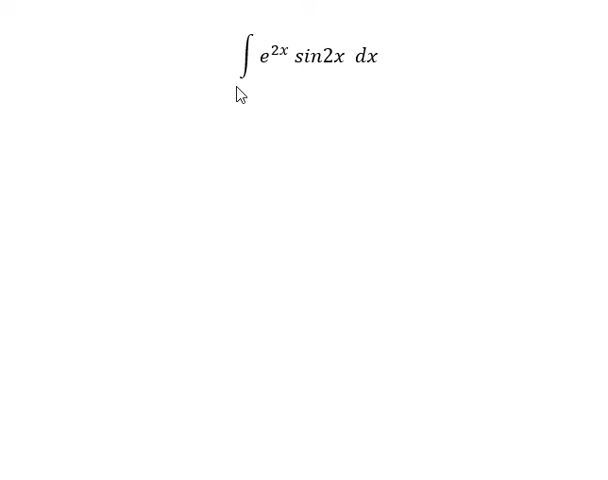 ∫ e^{2x} sin2x dx